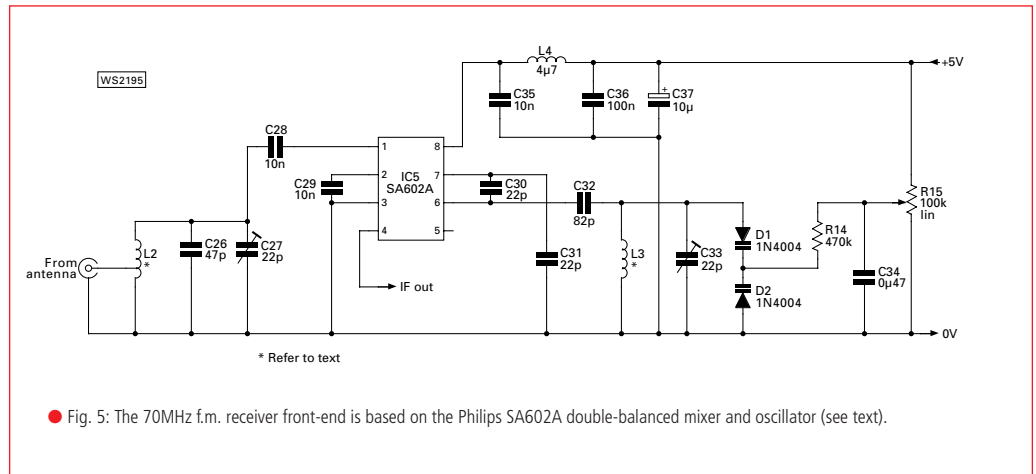 WS2195
L4
4µ7
+5V
C35
10n
C36
100n
+
C37
10µ
C28
10n
1
8
2
7
3
6
4
5
IC5
SA602A
C29
10n
C30
22p
C32
82p
R15
100k
lin
R14
470k
D1
1N4004
From
antenna
L2
*
C26
47p
C27
22p
C31
22p
L3
*
C33
22p
C34
0µ47
D2
1N4004
IF out
0V
* Refer to text
Fig. 5: The 70MHz f.m. receiver front-end is based on the Philips SA602A double-balanced mixer and oscillator (see text).